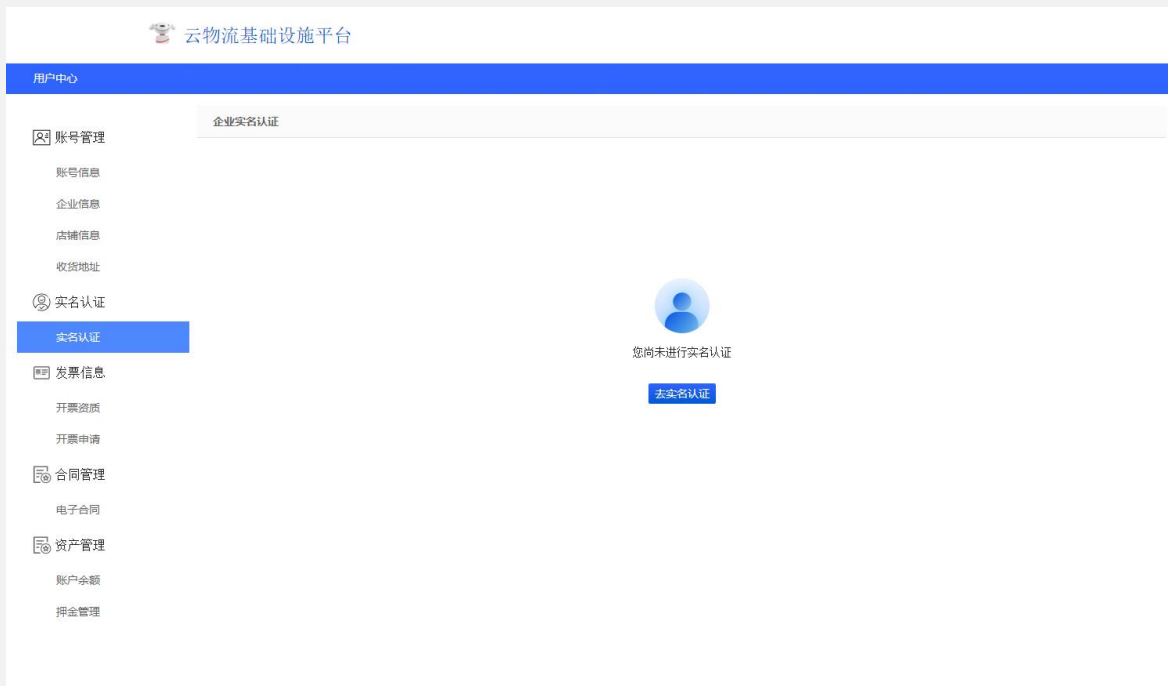 云物流基础设施平台
用户中心
账号管理
账号信息
企业信息
店铺信息
收货地址
实名认证
实名认证
发票信息
开票资质
开票申请
合同管理
电子合同
资产管理
账户余额
押金管理
企业实名认证
您尚未进行实名认证
去实名认证